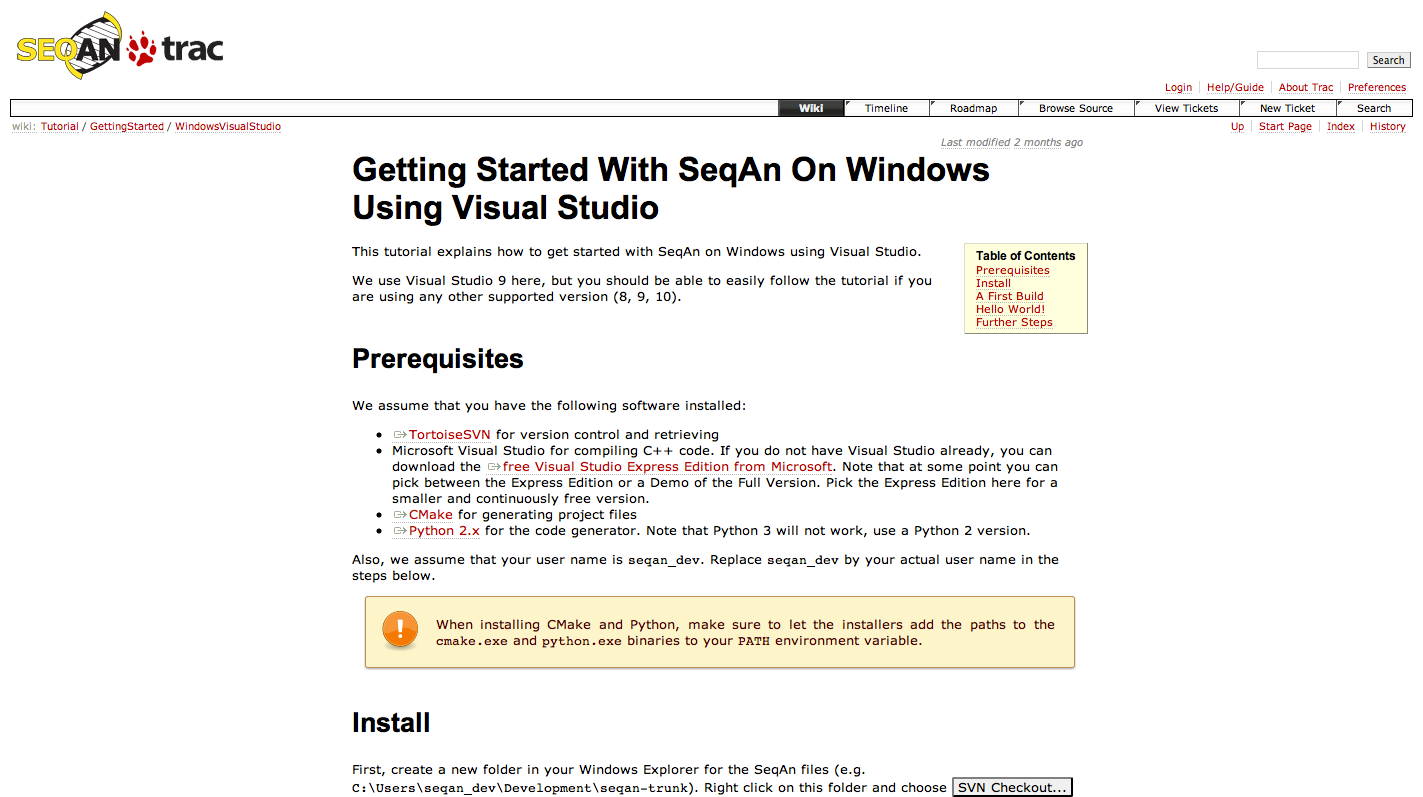 SEQAN trac
Search
Login Help/Guide About Trac Preferences
Wiki Timeline Roadmap Browse Source View Tickets New Ticket Search
wiki: Tutorial / GettingStarted / WindowsVisualStudio
Up Start Page Index History
Last modified 2 months ago
Getting Started With SeqAn On Windows
Using Visual Studio
This tutorial explains how to get started with SeqAn on Windows using Visual Studio.
We use Visual Studio 9 here, but you should be able to easily follow the tutorial if you
are using any other supported version (8, 9, 10).
Table of Contents
Prerequisites
Install
A First Build
Hello World!
Further Steps
Prerequisites
We assume that you have the following software installed:
TortoiseSVN for version control and retrieving
Microsoft Visual Studio for compiling C++ code. If you do not have Visual Studio already, you can
download the free Visual Studio Express Edition from Microsoft. Note that at some point you can
pick between the Express Edition or a Demo of the Full Version. Pick the Express Edition here for a
smaller and continuously free version.
CMake for generating project files
Python 2.x for the code generator. Note that Python 3 will not work, use a Python 2 version.
Also, we assume that your user name is seqan_dev. Replace seqan_dev by your actual user name in the
steps below.
When installing CMake and Python, make sure to let the installers add the paths to the
cmake.exe and python.exe binaries to your PATH environment variable.
Install
First, create a new folder in your Windows Explorer for the SeqAn files (e.g.
C:\Users\seqan_dev\Development\seqan-trunk). Right click on this folder and choose SVN Checkout...